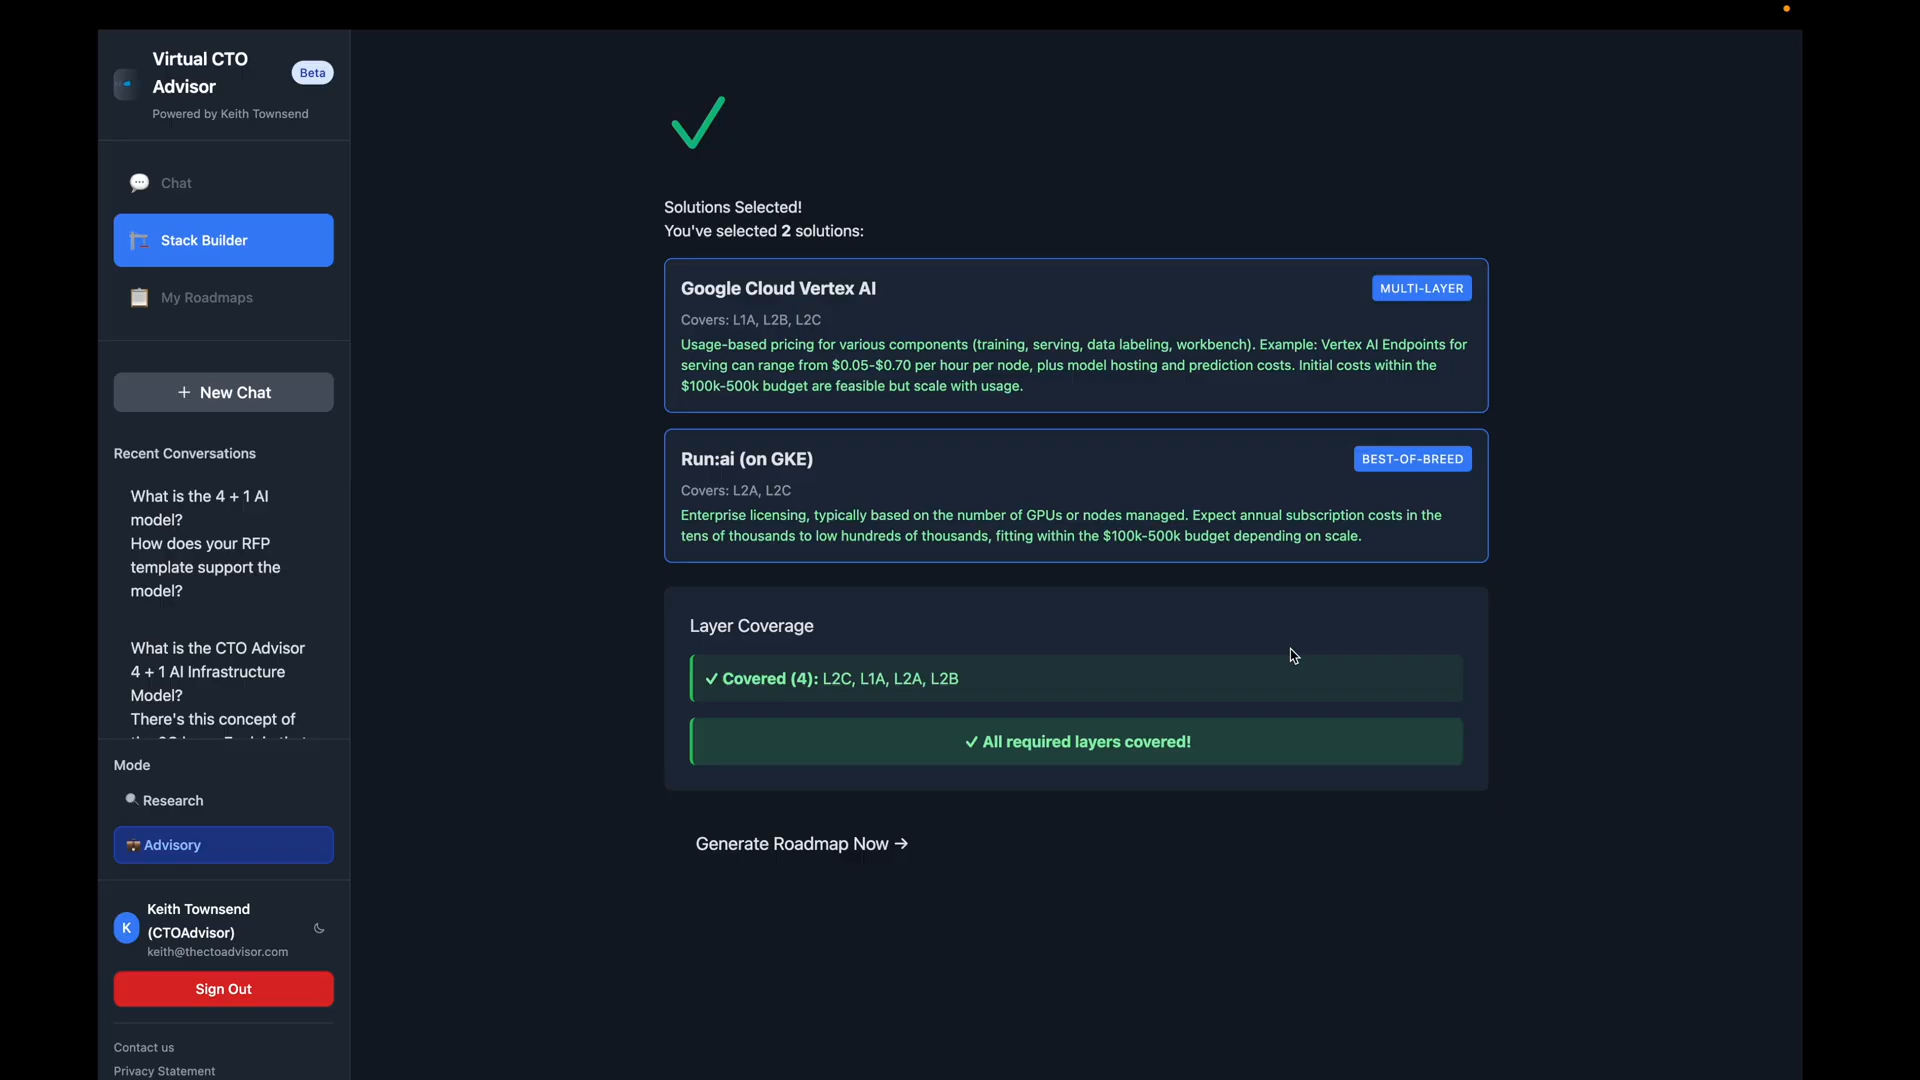 Virtual CTO
Advisor
Beta
Powered by Keith Townsend
Chat
Stack Builder
My Roadmaps
+ New Chat
Recent Conversations
What is the 4 + 1 AI
model?
How does your RFP
template support the
model?
What is the CTO Advisor
4 + 1 AI Infrastructure
Model?
There's this concept of
Mode
Research
Advisory
K
Keith Townsend
(CTOAdvisor)
keith@thectoadvisor.com
Sign Out
Contact us
Privacy Statement
Solutions Selected!
You've selected 2 solutions:
Google Cloud Vertex AI
MULTI-LAYER
Covers: L1A, L2B, L2C
Usage-based pricing for various components (training, serving, data labeling, workbench). Example: Vertex AI Endpoints for
serving can range from $0.05-$0.70 per hour per node, plus model hosting and prediction costs. Initial costs within the
$100k-500k budget are feasible but scale with usage.
Run:ai (on GKE)
BEST-OF-BREED
Covers: L2A, L2C
Enterprise licensing, typically based on the number of GPUs or nodes managed. Expect annual subscription costs in the
tens of thousands to low hundreds of thousands, fitting within the $100k-500k budget depending on scale.
Layer Coverage
✓ Covered (4): L2C, L1A, L2A, L2B
✓ All required layers covered!
Generate Roadmap Now →